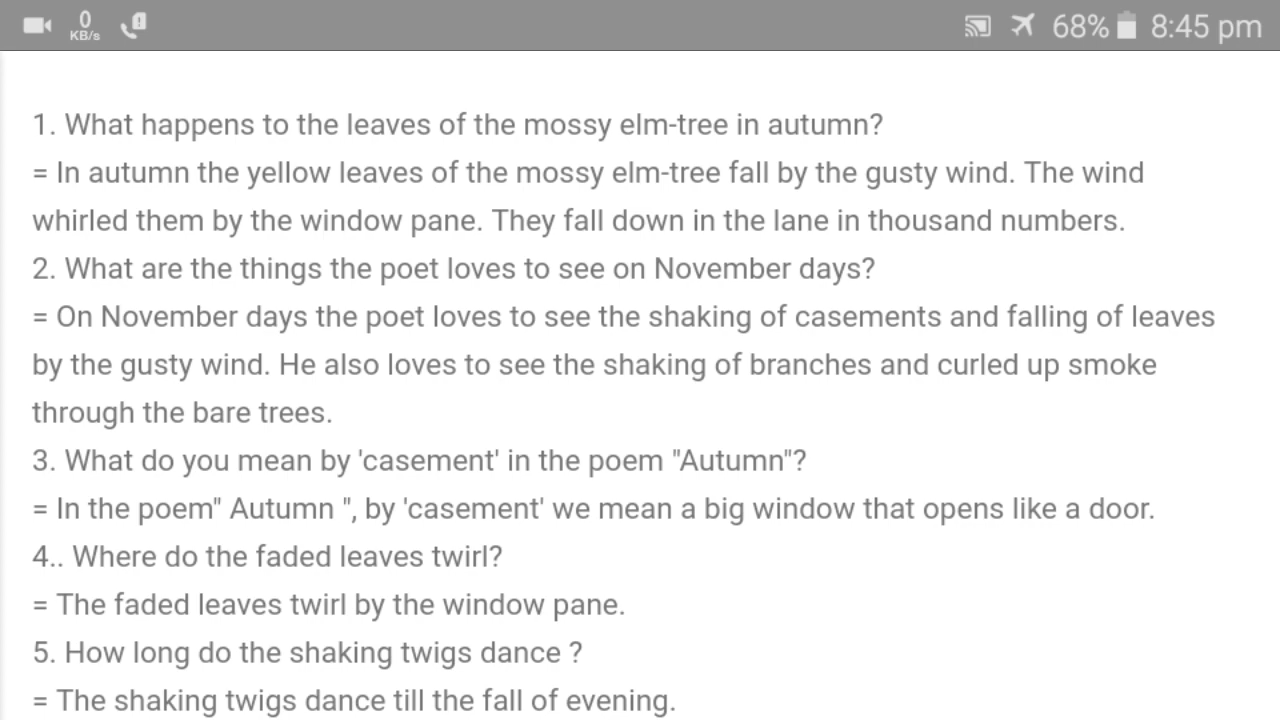 0
KB/s
68% 8:45 pm
1. What happens to the leaves of the mossy elm-tree in autumn?
= In autumn the yellow leaves of the mossy elm-tree fall by the gusty wind. The wind
whirled them by the window pane. They fall down in the lane in thousand numbers.
2. What are the things the poet loves to see on November days?
= On November days the poet loves to see the shaking of casements and falling of leaves
by the gusty wind. He also loves to see the shaking of branches and curled up smoke
through the bare trees.
3. What do you mean by 'casement' in the poem "Autumn"?
= In the poem" Autumn ", by 'casement' we mean a big window that opens like a door.
4.. Where do the faded leaves twirl?
= The faded leaves twirl by the window pane.
5. How long do the shaking twigs dance ?
= The shaking twigs dance till the fall of evening.